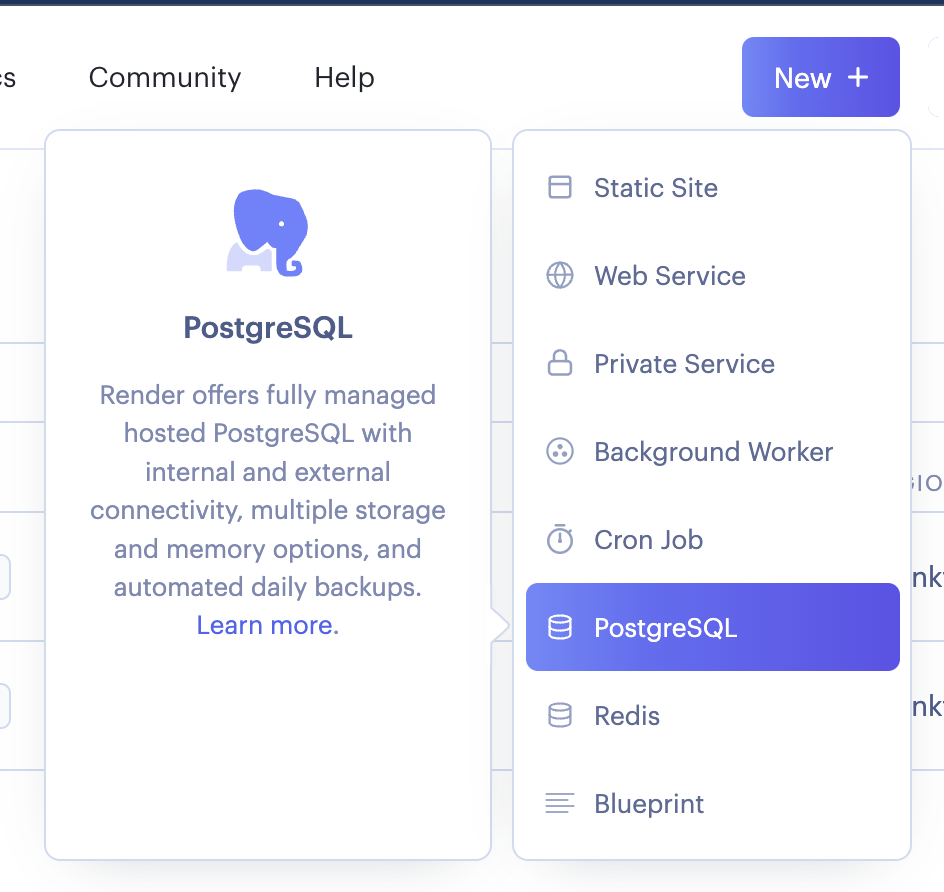 Community
Help
New +
PostgreSQL
Render offers fully managed
hosted PostgreSQL with
internal and external
connectivity, multiple storage
and memory options, and
automated daily backups.
Learn more.
Static Site
Web Service
Private Service
Background Worker
Cron Job
PostgreSQL
Redis
Blueprint